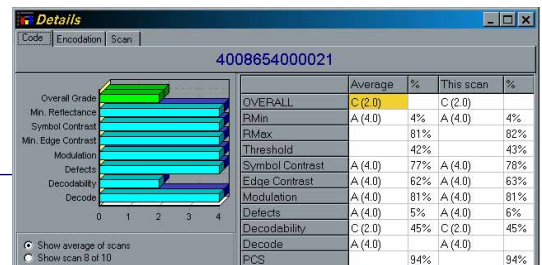 Details
Code Encodation Scan
4008654000021
Overall Grade
Min. Reflectance
Symbol Contrast
Min. Edge Contrast
Modulation
Defects
Decodability
Decode
0 1 2 3 4
Show average of scans
Show scan 8 of 10
Average % This scan %
OVERALL C (2.0) C (2.0)
RMin A (4.0) 4% A (4.0) 4%
RMax 81% 82%
Threshold 42% 43%
Symbol Contrast A (4.0) 77% A (4.0) 78%
Edge Contrast A (4.0) 62% A (4.0) 63%
Modulation A (4.0) 81% A (4.0) 81%
Defects A (4.0) 5% A (4.0) 6%
Decodability C (2.0) 45% C (2.0) 45%
Decode A (4.0) A (4.0)
PCS 94% 94%